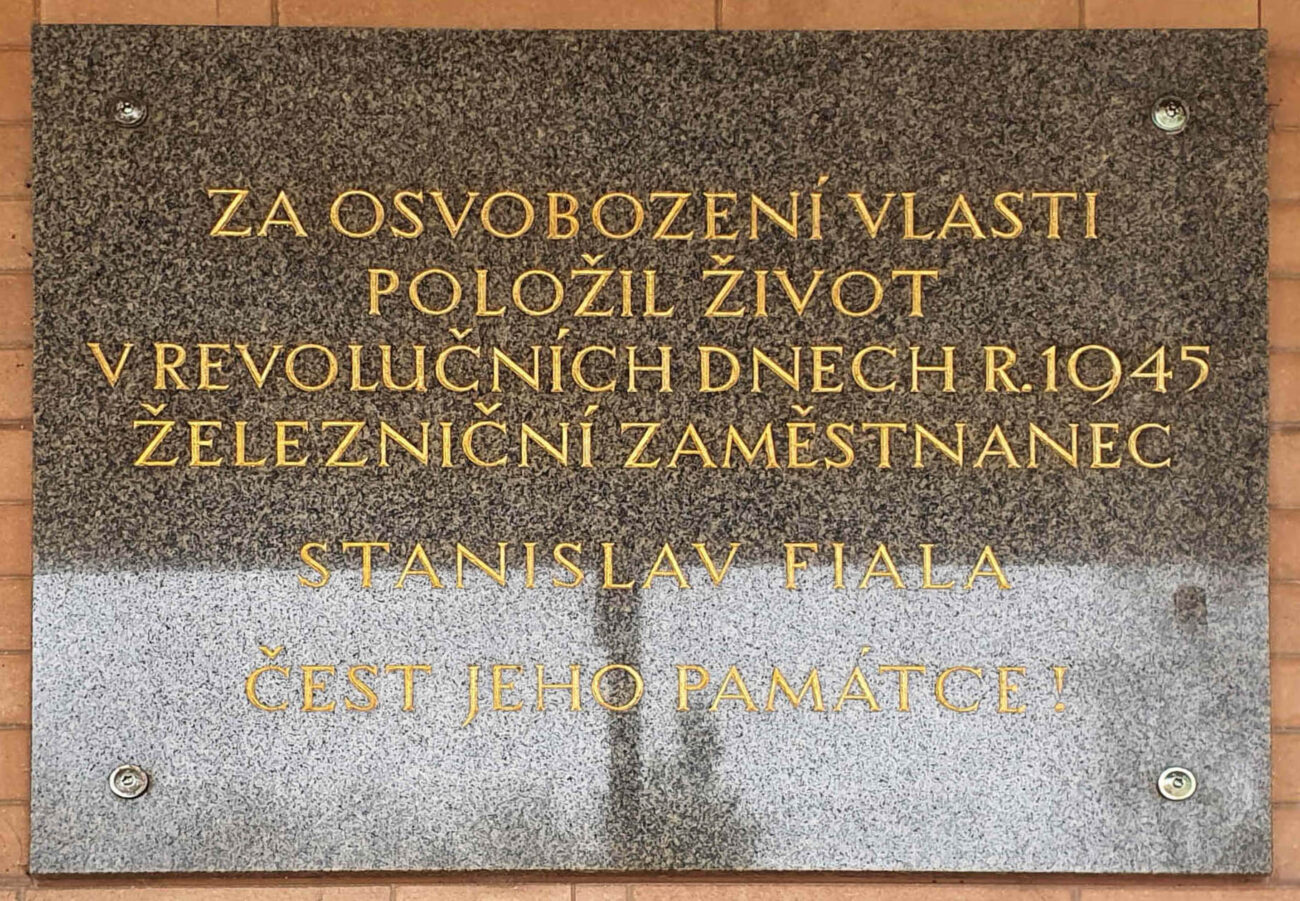 ZA OSVOBOZENÍ VLASTI
POLOŽIL ŽIVOT
V REVOLUČNÍCH DNECH R. 1945
ŽELEZNIČNÍ ZAMĚSTNANEC
STANISLAV FIALA
ČEST JEHO PAMÁTCE !